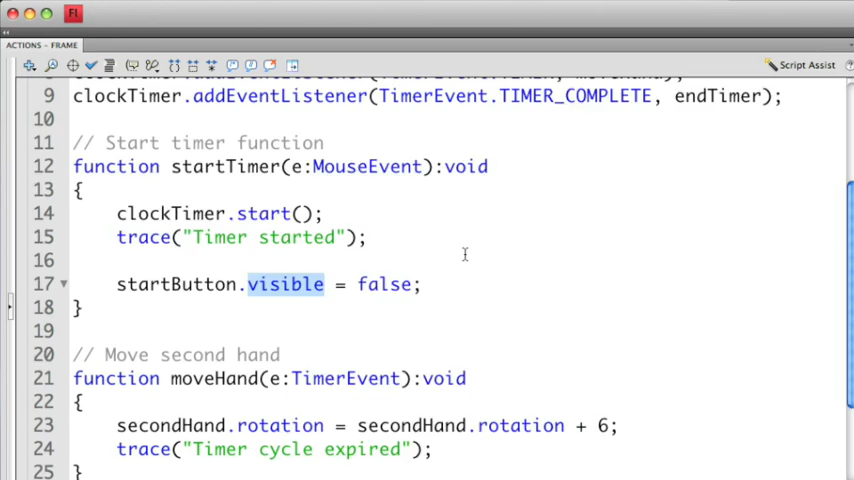 Fl
ACTIONS - FRAME
Script Assist
9 clockTimer.addEventListener(TimerEvent.TIMER_COMPLETE, endTimer);
10
11 // Start timer function
12 function startTimer(e:MouseEvent):void
13 {
14 clockTimer.start();
15 trace("Timer started");
16
17 startButton.visible = false;
18 }
19
20 // Move second hand
21 function moveHand(e:TimerEvent):void
22 {
23 secondHand.rotation = secondHand.rotation + 6;
24 trace("Timer cycle expired");
25 }